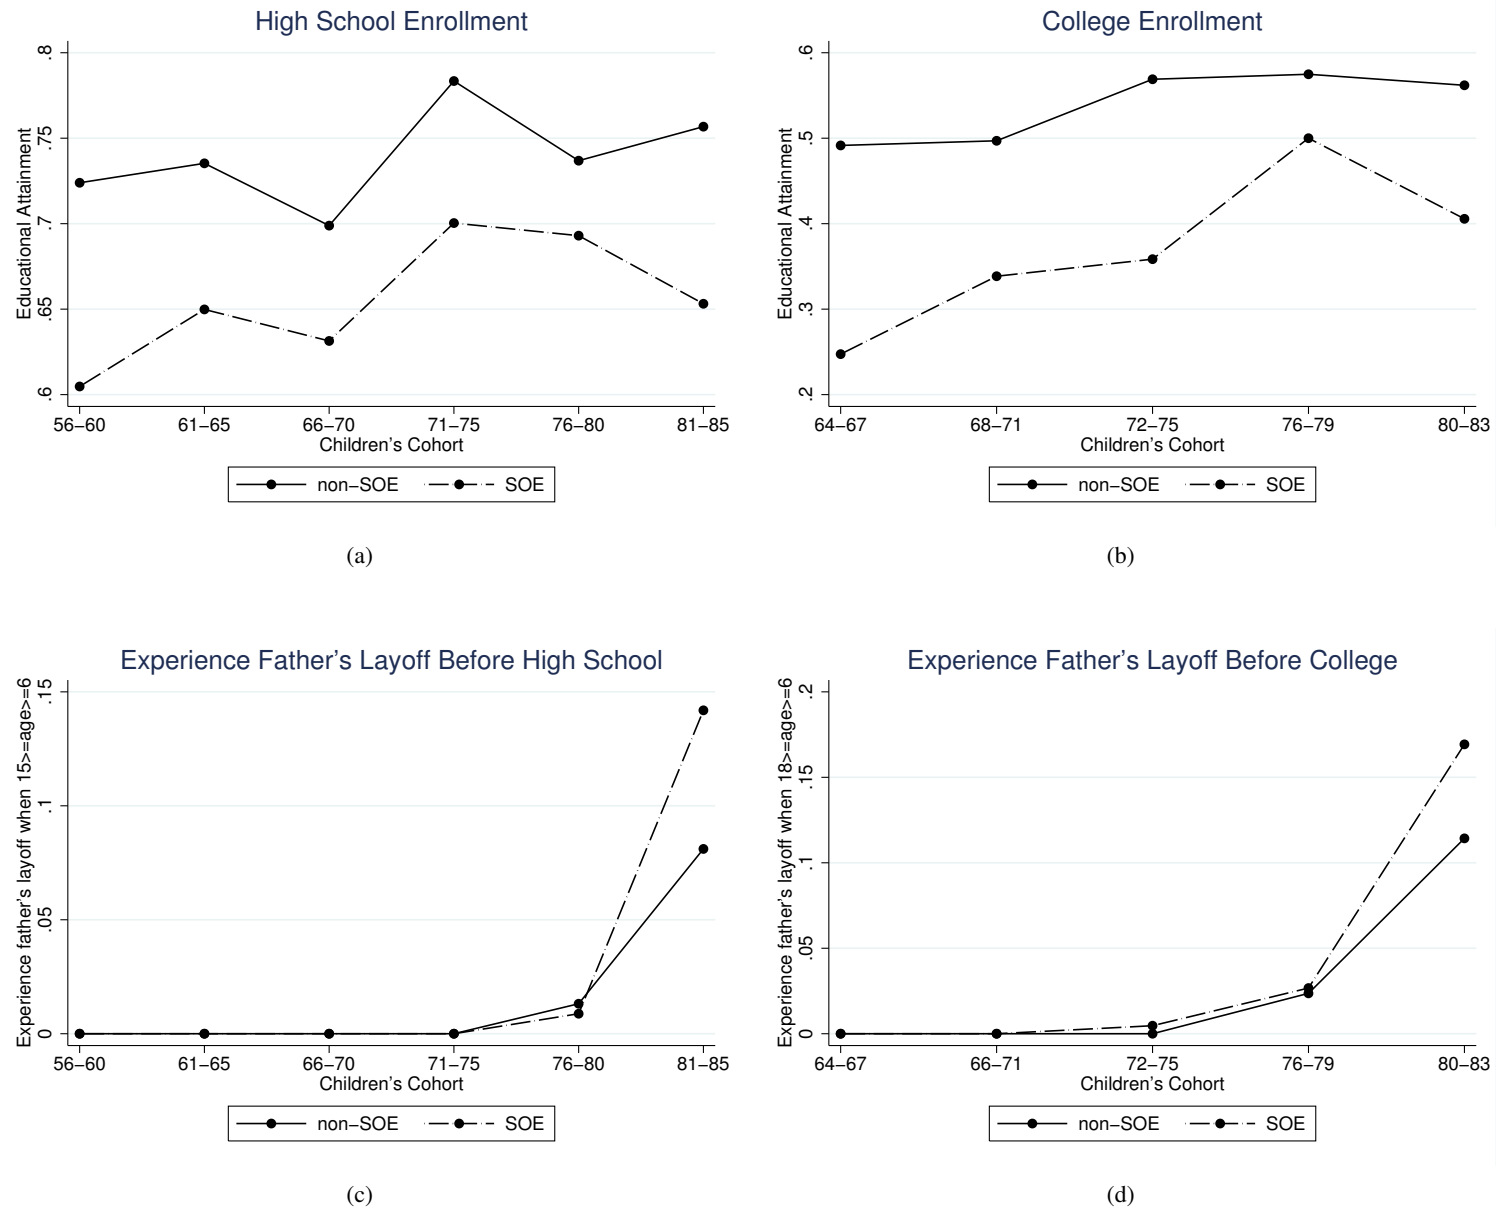 High School Enrollment
Educational Attainment
.8
.75
.7
.65
.6
56–60 61–65 66–70 71–75 76–80 81–85
Children's Cohort
non–SOE SOE
(a)
College Enrollment
Educational Attainment
.6
.5
.4
.3
.2
64–67 68–71 72–75 76–79 80–83
Children's Cohort
non–SOE SOE
(b)
Experience Father's Layoff Before High School
Experience father's layoff when 15>=age>=6
.15
.1
.05
0
56–60 61–65 66–70 71–75 76–80 81–85
Children's Cohort
non–SOE SOE
(c)
Experience Father's Layoff Before College
Experience father's layoff when 18>=age>=6
.2
.15
.1
.05
0
64–67 66–71 72–75 76–79 80–83
Children's Cohort
non–SOE SOE
(d)